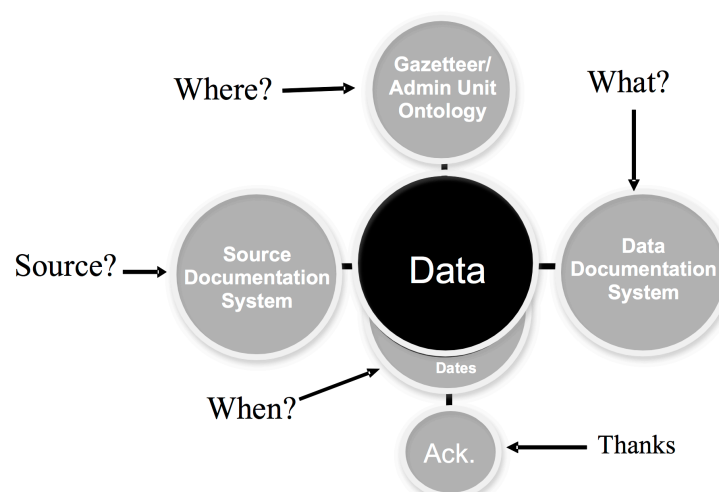 Where?
Gazetteer/
Admin Unit
Ontology
What?
Source?
Source
Documentation
System
Data
Data
Documentation
System
Dates
When?
Ack.
Thanks